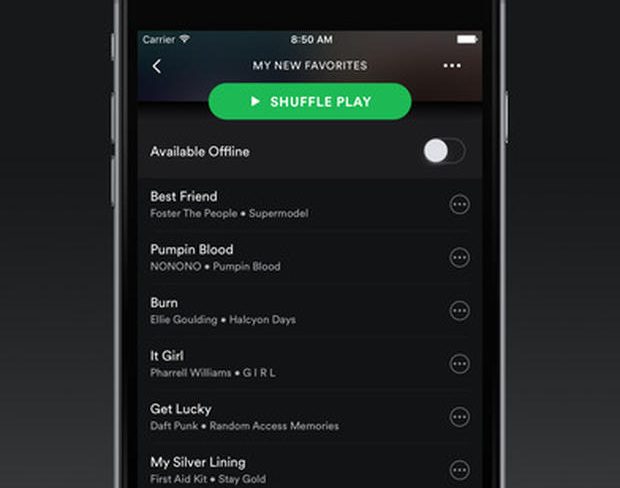 Carrier 8:50 AM
MY NEW FAVORITES
SHUFFLE PLAY
Available Offline
Best Friend
Foster The People • Supermodel
Pumpin Blood
NONONO • Pumpin Blood
Burn
Ellie Goulding • Halcyon Days
It Girl
Pharrell Williams • G I R L
Get Lucky
Daft Punk • Random Access Memories
My Silver Lining
First Aid Kit • Stay Gold